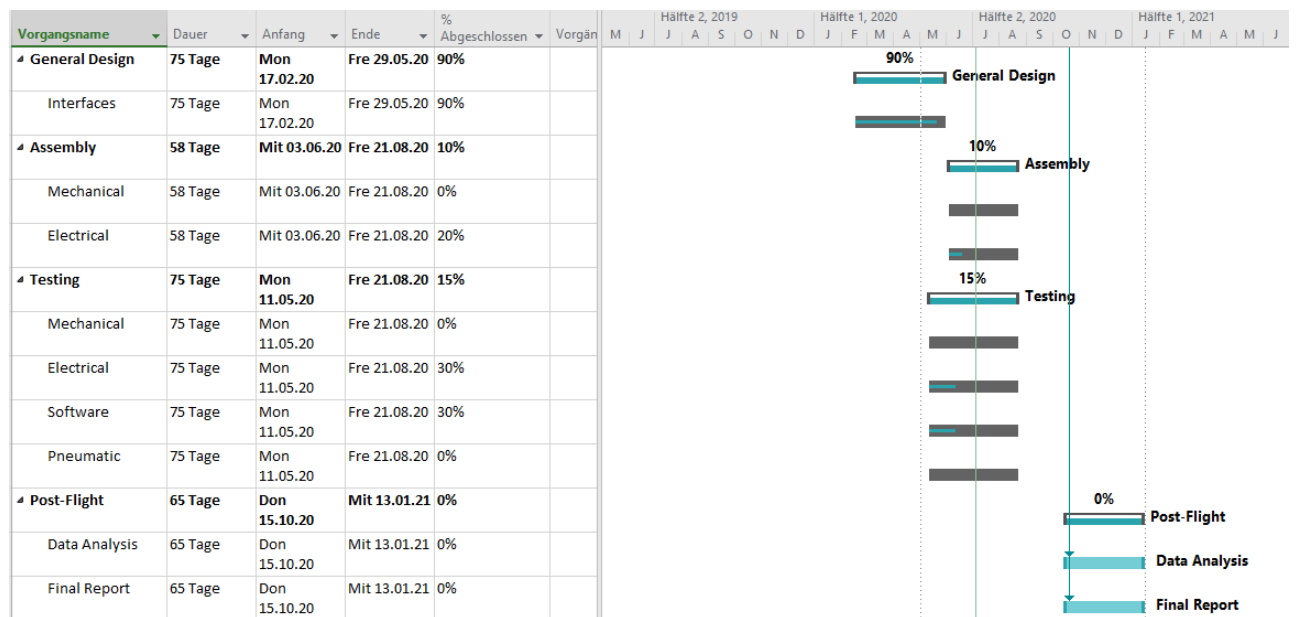 Vorgangsname Dauer Anfang Ende % Abgeschlossen Vorgän
Hälfte 2, 2019 Hälfte 1, 2020 Hälfte 2, 2020 Hälfte 1, 2021
M J J A S O N D J F M A M J J A S O N D J F M A M J
General Design 75 Tage Mon 17.02.20 Fre 29.05.20 90%
90%
General Design
Interfaces 75 Tage Mon 17.02.20 Fre 29.05.20 90%
Assembly 58 Tage Mit 03.06.20 Fre 21.08.20 10%
10%
Assembly
Mechanical 58 Tage Mit 03.06.20 Fre 21.08.20 0%
Electrical 58 Tage Mit 03.06.20 Fre 21.08.20 20%
Testing 75 Tage Mon 11.05.20 Fre 21.08.20 15%
15%
Testing
Mechanical 75 Tage Mon 11.05.20 Fre 21.08.20 0%
Electrical 75 Tage Mon 11.05.20 Fre 21.08.20 30%
Software 75 Tage Mon 11.05.20 Fre 21.08.20 30%
Pneumatic 75 Tage Mon 11.05.20 Fre 21.08.20 0%
Post-Flight 65 Tage Don 15.10.20 Mit 13.01.21 0%
0%
Post-Flight
Data Analysis 65 Tage Don 15.10.20 Mit 13.01.21 0%
Data Analysis
Final Report 65 Tage Don 15.10.20 Mit 13.01.21 0%
Final Report